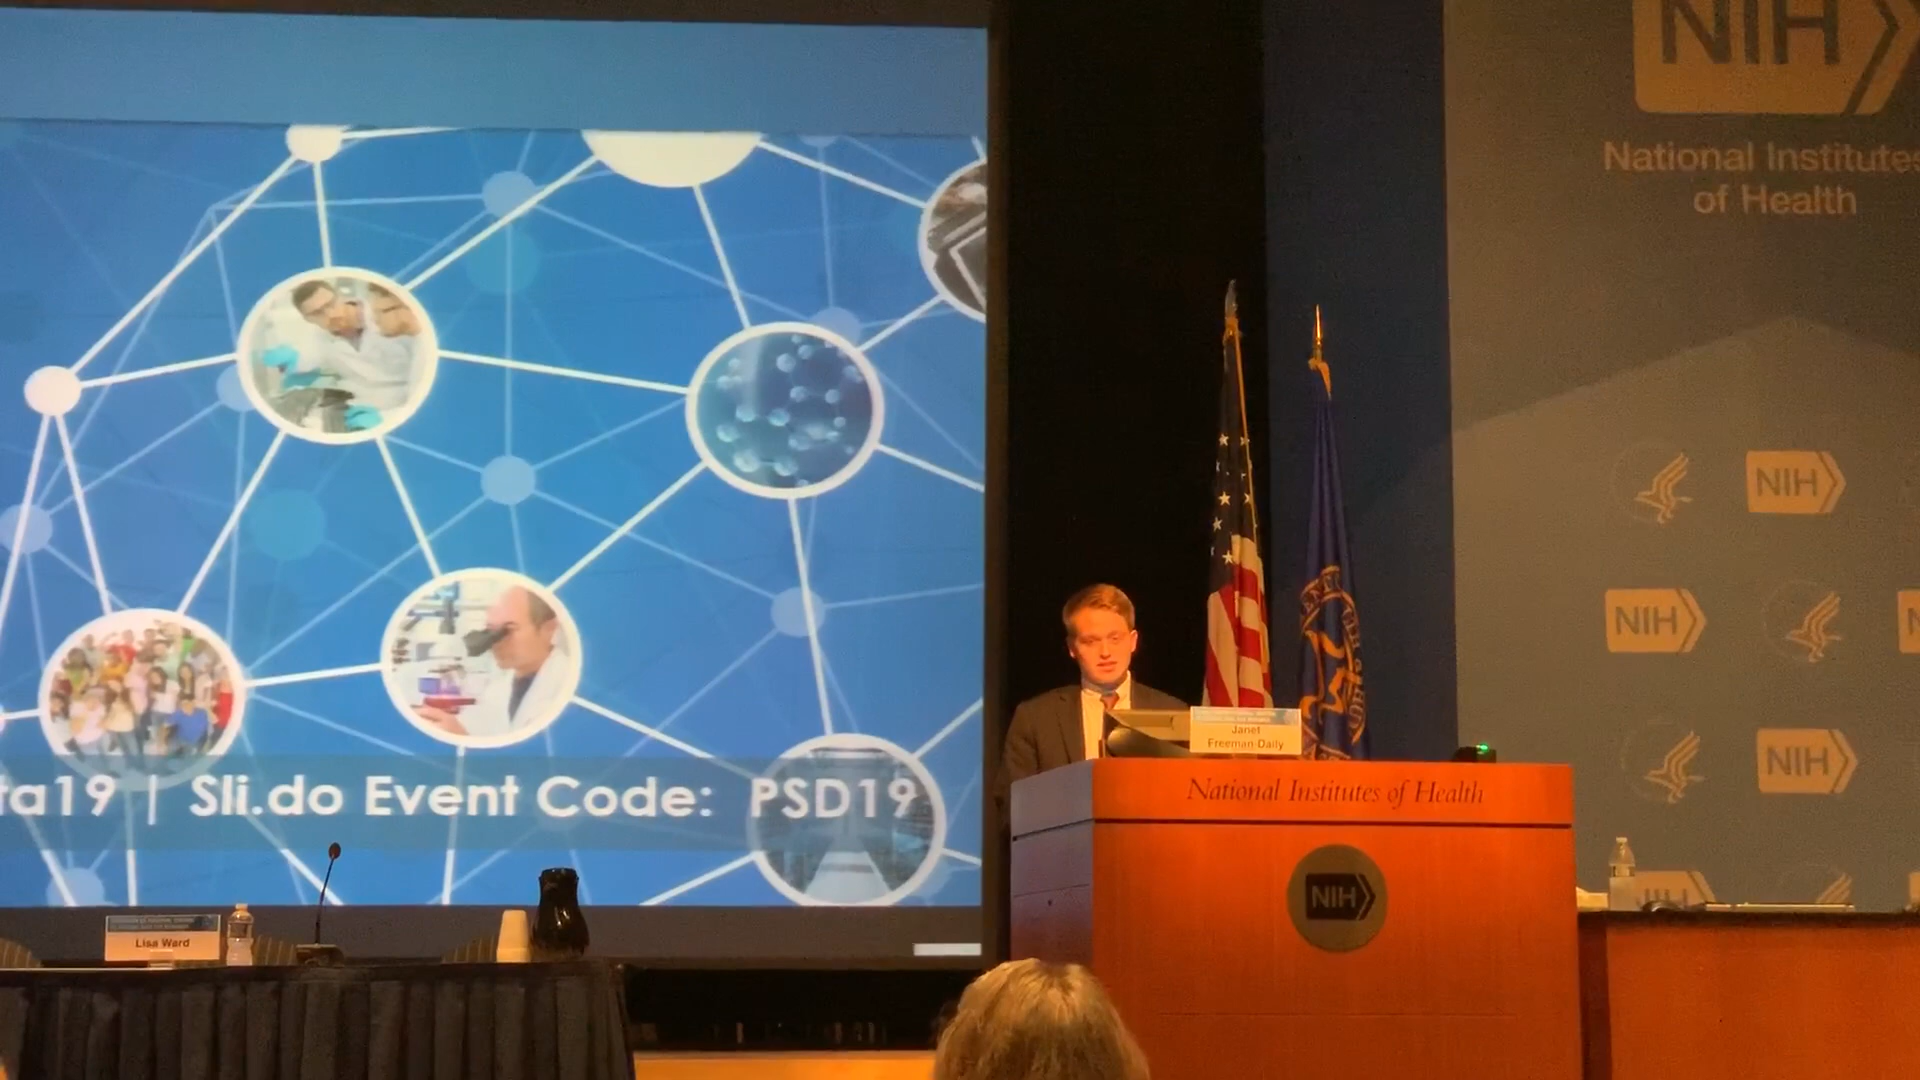 NIH
National Institutes
of Health
NIH
NIH
NIH
ta19 | Sli.do Event Code: PSD19
Janet
Freeman-Daily
National Institutes of Health
NIH
Lisa Ward